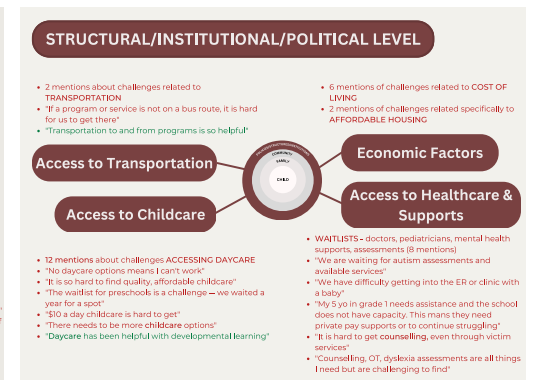 STRUCTURAL/INSTITUTIONAL/POLITICAL LEVEL
• 2 mentions about challenges related to
TRANSPORTATION
• "If a program or service is not on a bus route, it is hard
for us to get there"
• "Transportation to and from programs is so helpful"
• 6 mentions of challenges related to COST OF
LIVING
• 2 mentions of challenges related specifically to
AFFORDABLE HOUSING
Access to Transportation
Access to Childcare
COMMUNITY
FAMILY
CHILD
Economic Factors
Access to Healthcare &
Supports
• 12 mentions about challenges ACCESSING DAYCARE
• "No daycare options means I can't work"
• "It is so hard to find quality, affordable childcare"
• "The waitlist for preschools is a challenge — we waited a
year for a spot"
• "$10 a day childcare is hard to get"
• "There needs to be more childcare options"
• "Daycare has been helpful with developmental learning"
• WAITLISTS - doctors, pediatricians, mental health
supports, assessments (8 mentions)
• "We are waiting for autism assessments and
available services"
• "We have difficulty getting into the ER or clinic with
a baby"
• "My 5 yo in grade 1 needs assistance and the school
does not have capacity. This mans they need
private pay supports or to continue struggling"
• "It is hard to get counselling, even through victim
services"
• "Counselling, OT, dyslexia assessments are all things
I need but are challenging to find"